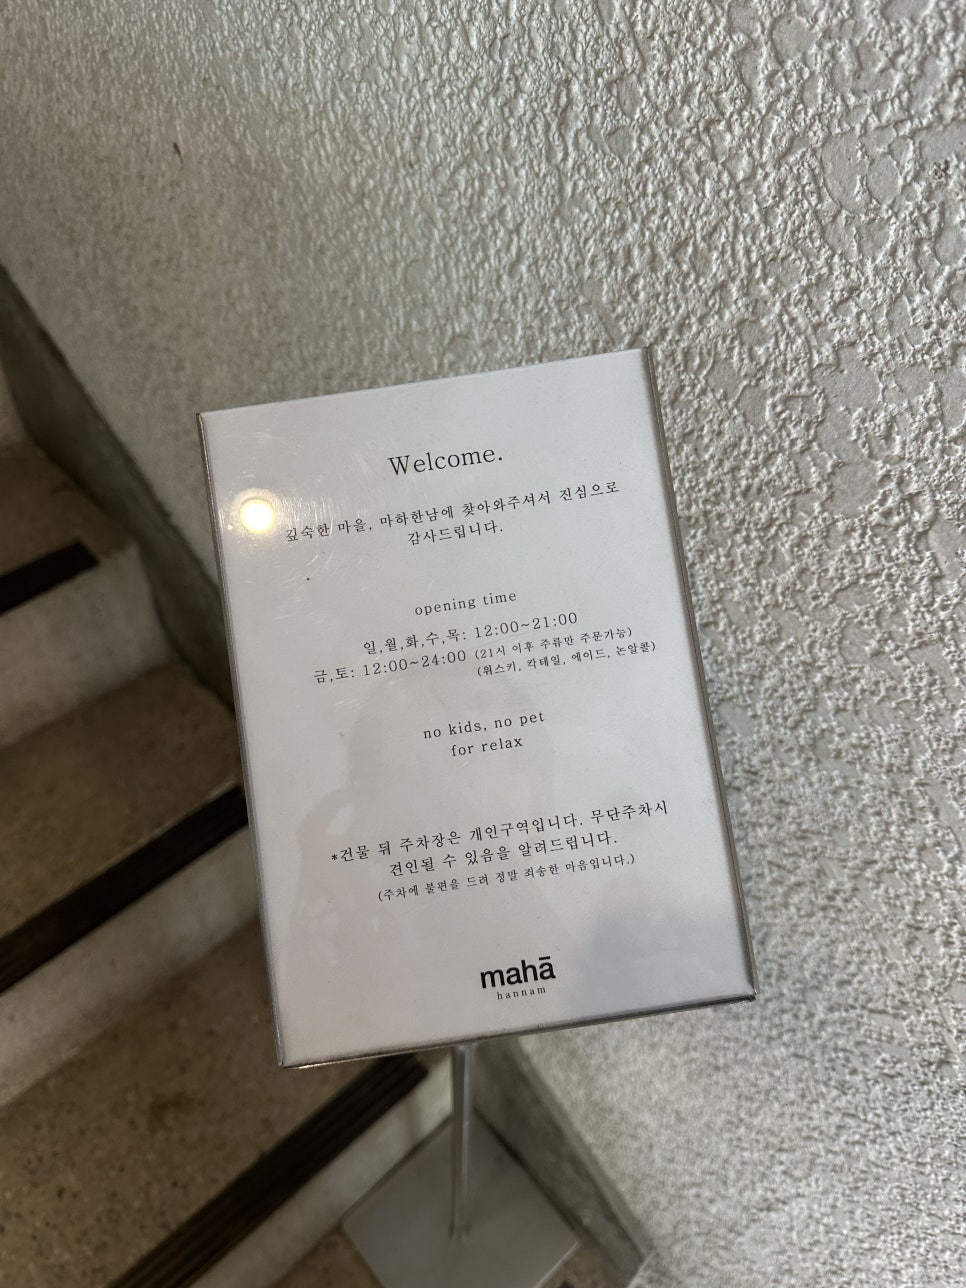 Welcome.
깊숙한 마을, 마하한남에 찾아와주셔서 진심으로
감사드립니다.
opening time
일,월,화,수,목: 12:00~21:00
금,토: 12:00~24:00 (21시 이후 주류만 주문가능)
(위스키, 칵테일, 에이드, 논알콜)
no kids, no pet
for relax
*건물 뒤 주차장은 개인구역입니다. 무단주차시
견인될 수 있음을 알려드립니다.
(주차에 불편을 드려 정말 죄송한 마음입니다.)
mahā
hannam